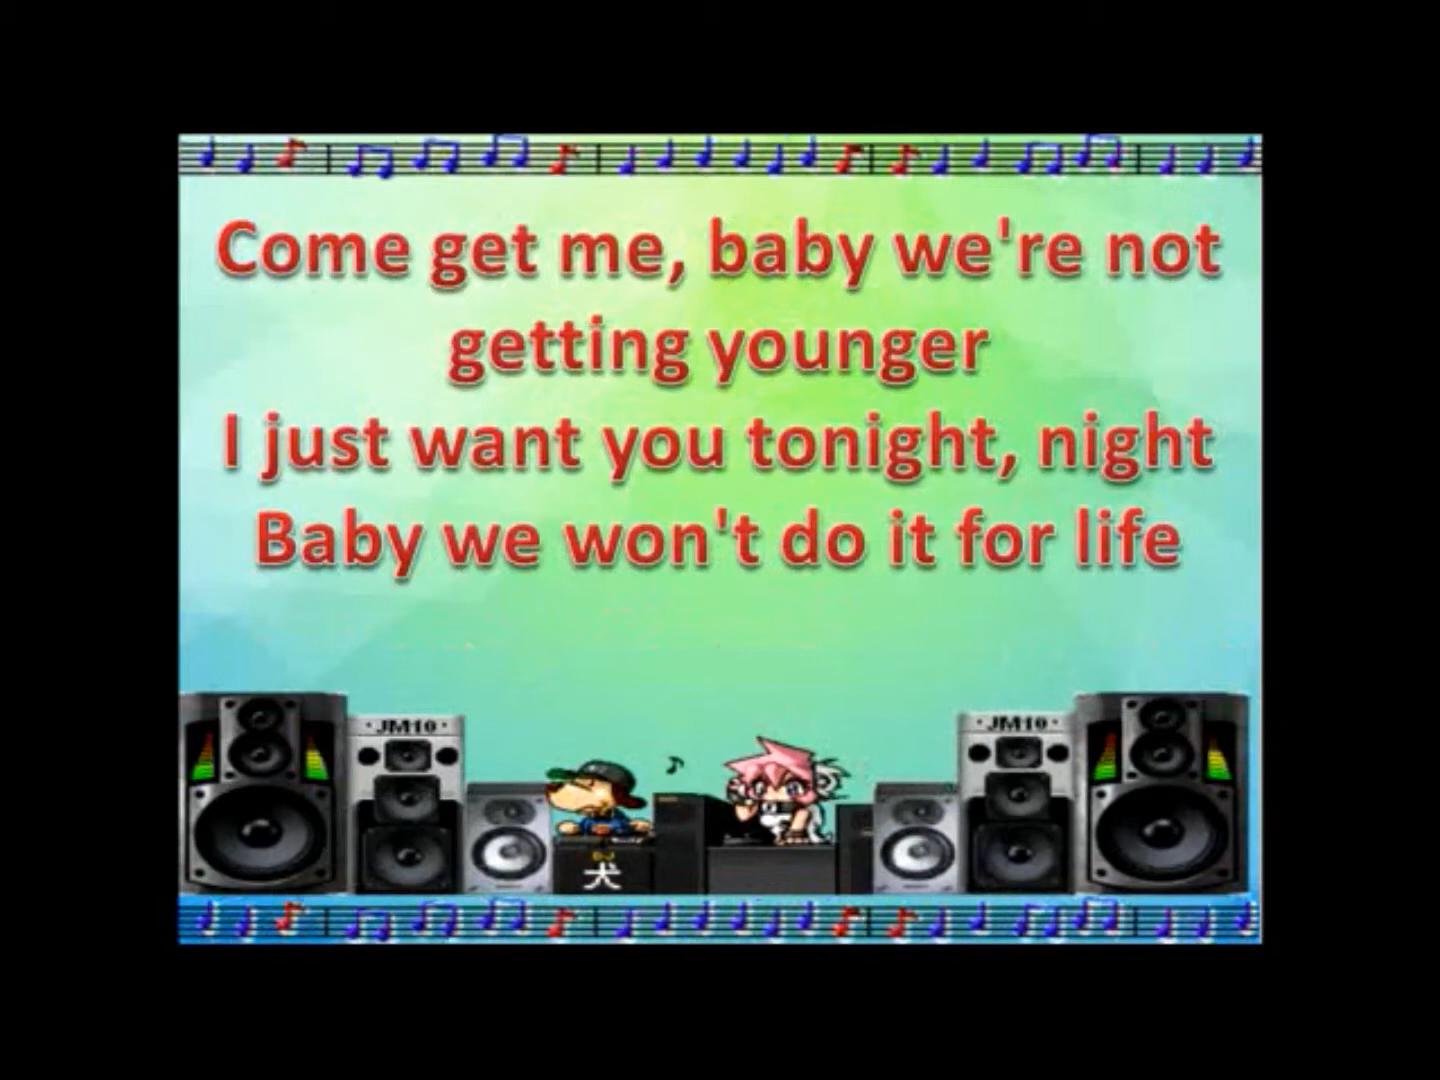 Come get me, baby we're not
getting younger
I just want you tonight, night
Baby we won't do it for life
·JM10·
·JM10·
犬